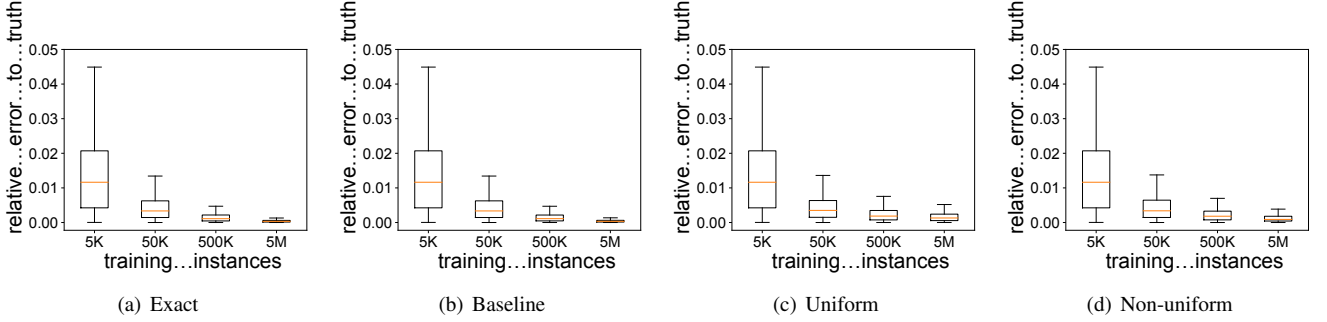 relative…error…to…truth
0.05
0.04
0.03
0.02
0.01
0.00
5K 50K 500K 5M
training…instances
(a) Exact
relative…error…to…truth
0.05
0.04
0.03
0.02
0.01
0.00
5K 50K 500K 5M
training…instances
(b) Baseline
relative…error…to…truth
0.05
0.04
0.03
0.02
0.01
0.00
5K 50K 500K 5M
training…instances
(c) Uniform
relative…error…to…truth
0.05
0.04
0.03
0.02
0.01
0.00
5K 50K 500K 5M
training…instances
(d) Non-uniform